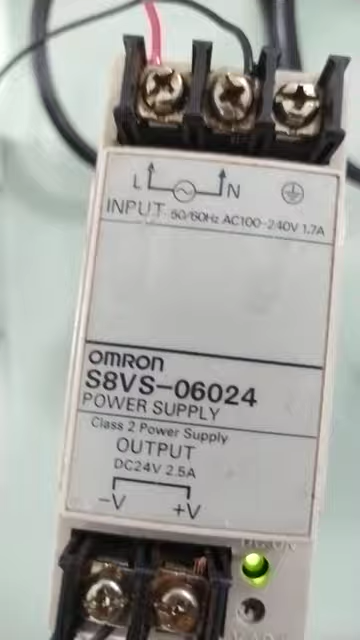 L N
INPUT 50/60Hz AC100-240V 1.7A
OMRON
S8VS-06024
POWER SUPPLY
Class 2 Power Supply
OUTPUT
DC24V 2.5A
-V +V